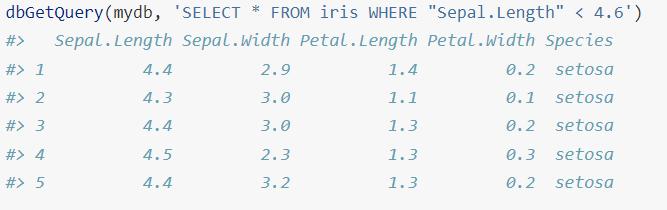 dbGetQuery(mydb, 'SELECT * FROM iris WHERE "Sepal.Length" < 4.6')
#>   Sepal.Length Sepal.Width Petal.Length Petal.Width Species
#> 1          4.4         2.9          1.4         0.2  setosa
#> 2          4.3         3.0          1.1         0.1  setosa
#> 3          4.4         3.0          1.3         0.2  setosa
#> 4          4.5         2.3          1.3         0.3  setosa
#> 5          4.4         3.2          1.3         0.2  setosa